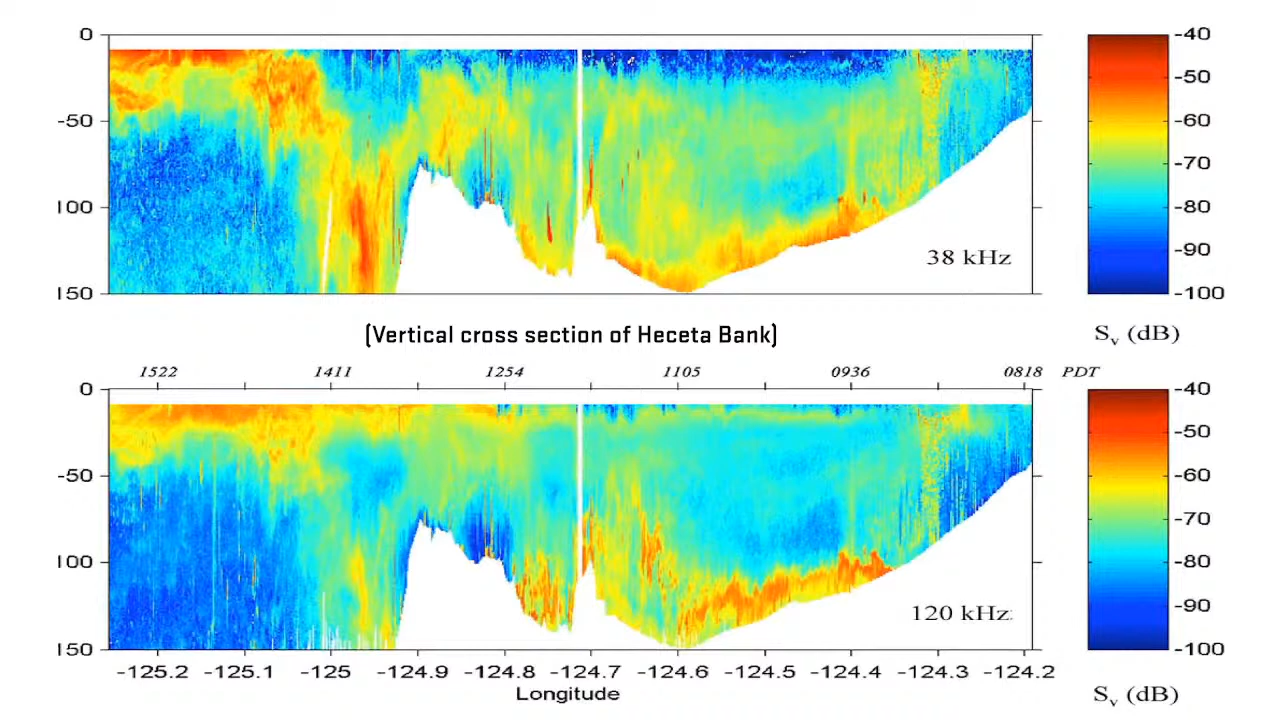 0
-50
100
150
38 kHz
-40
-50
-60
-70
-80
-90
-100
Sv (dB)
(Vertical cross section of Heceta Bank)
1522 1411 1254 1105 0936 0818 PDT
0
-50
100
150
120 kHz
-40
-50
-60
-70
-80
-90
-100
Sv (dB)
-125.2 -125.1 -125 -124.9 -124.8 -124.7 -124.6 -124.5 -124.4 -124.3 -124.2
Longitude